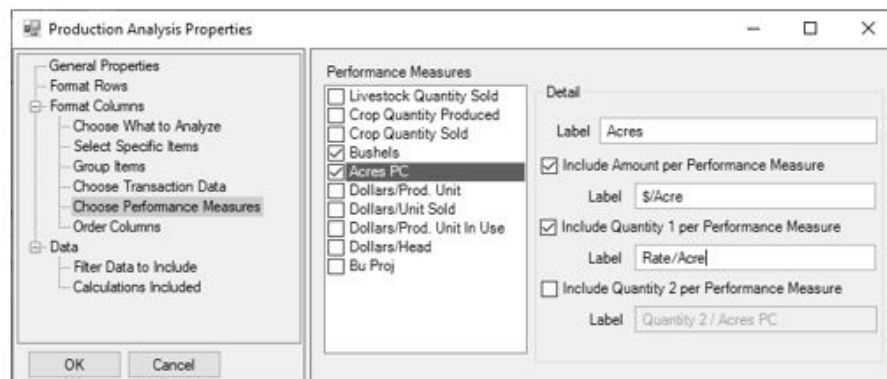 Production Analysis Properties
General Properties
Format Rows
Format Columns
Choose What to Analyze
Select Specific Items
Group Items
Choose Transaction Data
Choose Performance Measures
Order Columns
Data
Filter Data to Include
Calculations Included
OK
Cancel
Performance Measures
Livestock Quantity Sold
Crop Quantity Produced
Crop Quantity Sold
Bushels
Acres PC
Dollars/Prod. Unit
Dollars/Unit Sold
Dollars/Prod. Unit In Use
Dollars/Head
Bu Proj
Detail
Label Acres
Include Amount per Performance Measure
Label $/Acre
Include Quantity 1 per Performance Measure
Label Rate/Acre
Include Quantity 2 per Performance Measure
Label Quantity 2 / Acres PC